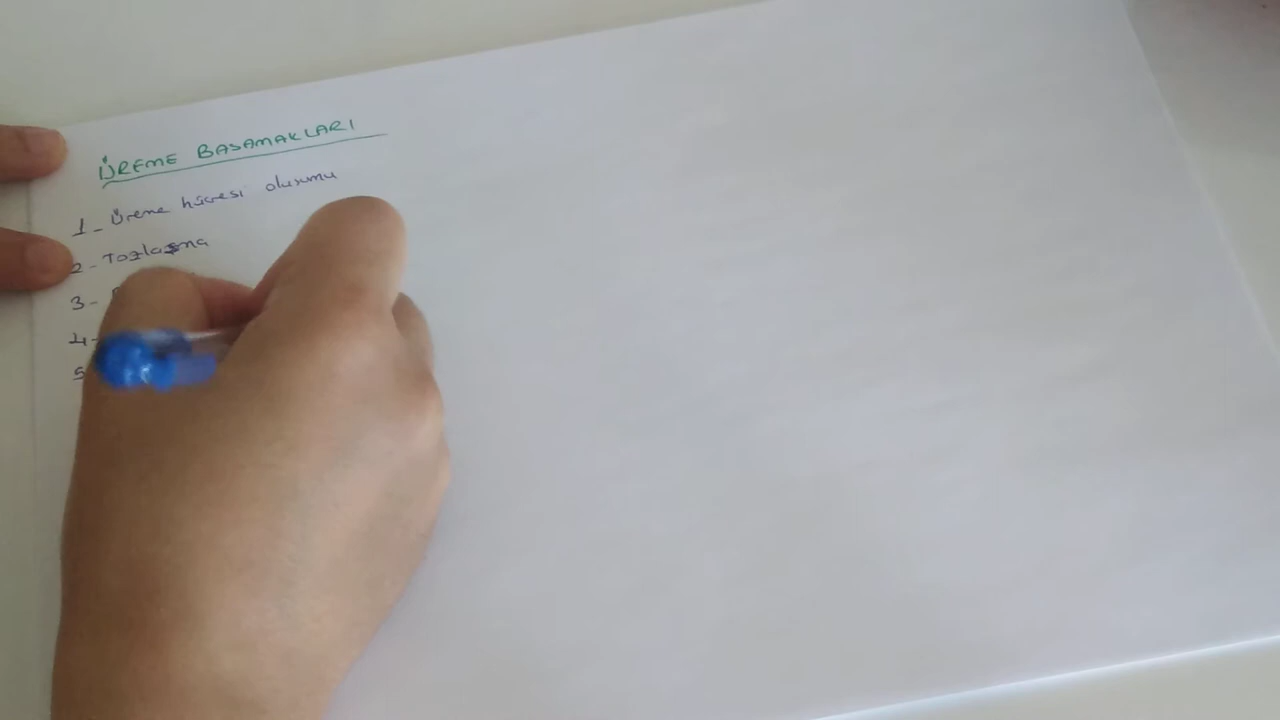 ÜREME BASAMAKLARI
1- Üreme hücresi oluşumu
2- Tozlaşma
3-
4-
5